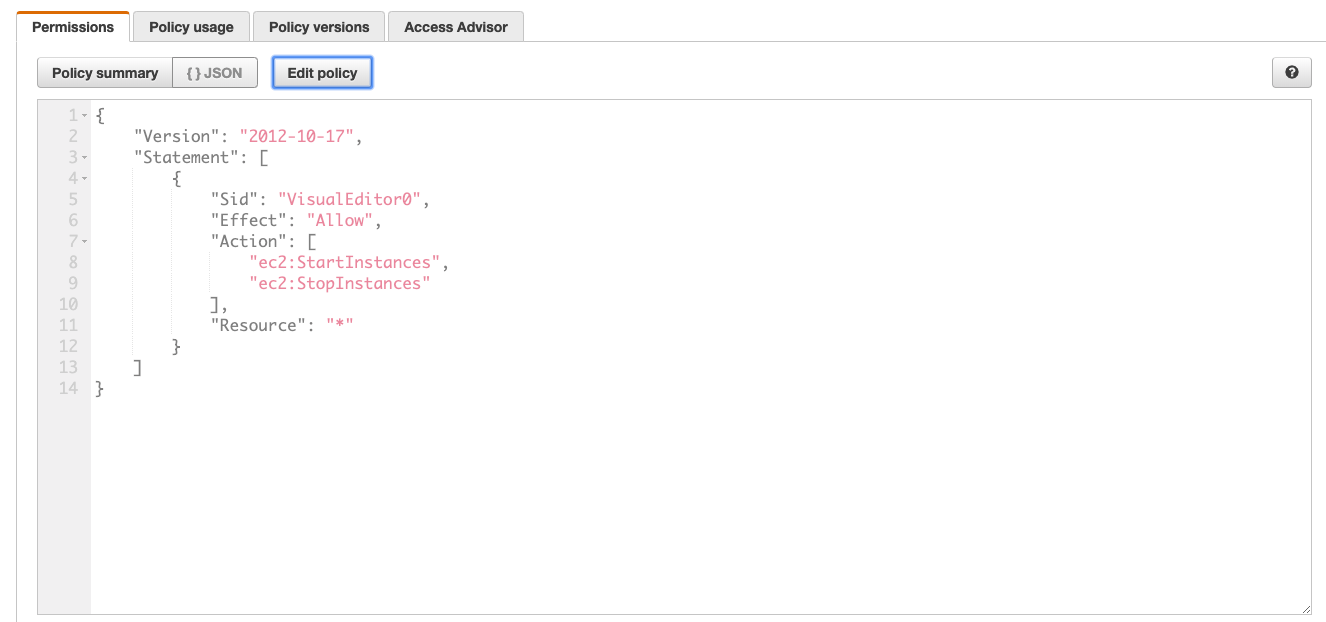 Permissions Policy usage Policy versions Access Advisor
Policy summary { } JSON Edit policy ?
1 {
2 "Version": "2012-10-17",
3 "Statement": [
4 {
5 "Sid": "VisualEditor0",
6 "Effect": "Allow",
7 "Action": [
8 "ec2:StartInstances",
9 "ec2:StopInstances"
10 ],
11 "Resource": "*"
12 }
13 ]
14 }